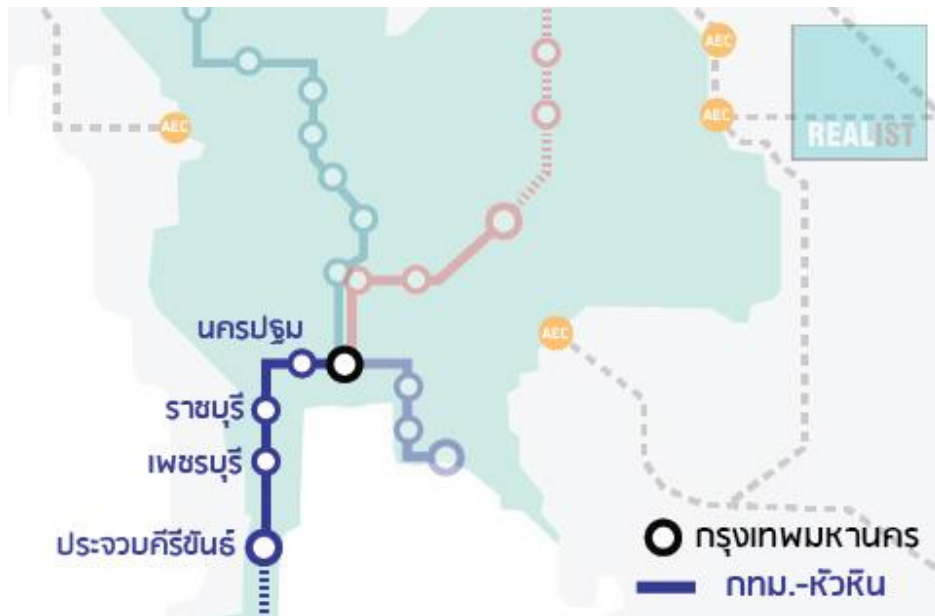 AEC
REALIST
AEC
AEC
AEC
นครปฐม
ราชบุรี
เพชรบุรี
ประจวบคีรีขันธ์
กรุงเทพมหานคร
กทม.-หัวหิน